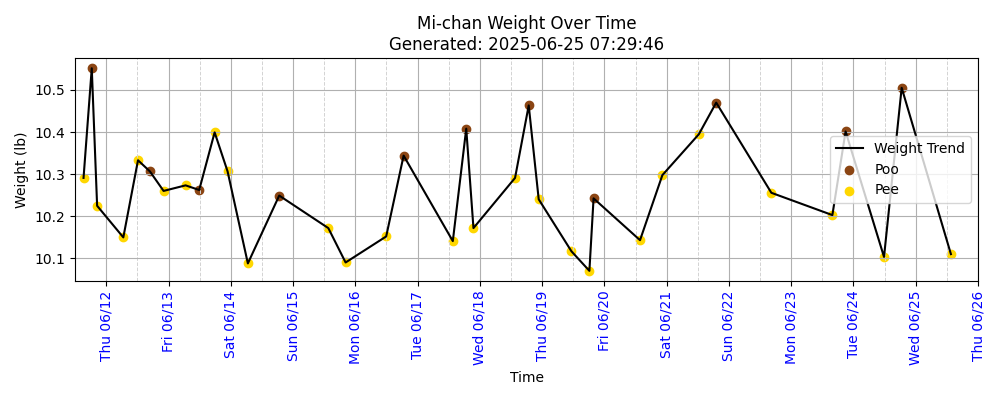 Mi-chan Weight Over Time
Generated: 2025-06-25 07:29:46
Weight (lb)
10.5
10.4
10.3
10.2
10.1
Weight Trend
Poo
Pee
Thu 06/12
Fri 06/13
Sat 06/14
Sun 06/15
Mon 06/16
Tue 06/17
Wed 06/18
Thu 06/19
Fri 06/20
Sat 06/21
Sun 06/22
Mon 06/23
Tue 06/24
Wed 06/25
Thu 06/26
Time